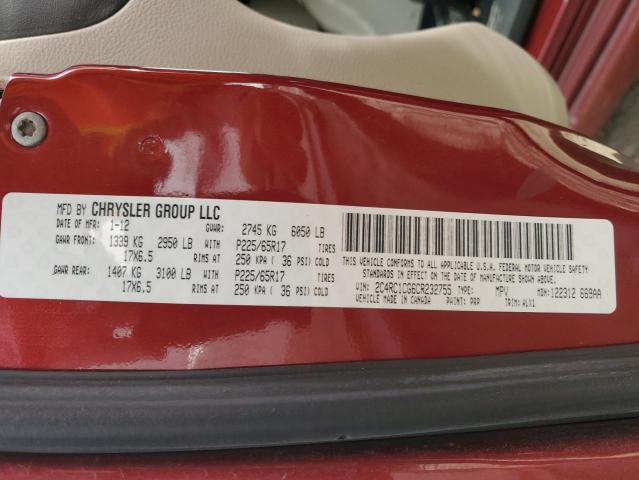 MFD BY CHRYSLER GROUP LLC
DATE OF MFR: 1-12 GVWR: 2745 KG 6050 LB
GAWR FRONT: 1339 KG 2950 LB WITH P225/65R17 TIRES
17X6.5 RIMS AT 250 KPA ( 36 PSI) COLD
GAWR REAR: 1407 KG 3100 LB WITH P225/65R17 TIRES
17X6.5 RIMS AT 250 KPA ( 36 PSI) COLD
THIS VEHICLE CONFORMS TO ALL APPLICABLE U.S.A. FEDERAL MOTOR VEHICLE SAFETY
STANDARDS IN EFFECT ON THE DATE OF MANUFACTURE SHOWN ABOVE.
VIN: 2C4RC1CG6CR232755 TYPE: MPV MDH: 122312 669AA
VEHICLE MADE IN CANADA PAINT: PRP TRIM: ALX1